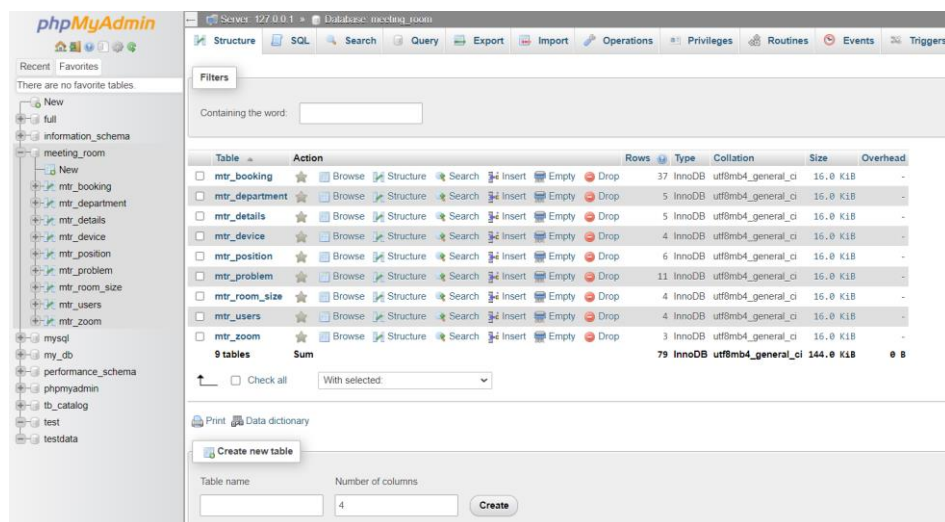 phpMyAdmin
Recent Favorites
There are no favorite tables.
New
full
information_schema
meeting_room
New
mtr_booking
mtr_department
mtr_details
mtr_device
mtr_position
mtr_problem
mtr_room_size
mtr_users
mtr_zoom
mysql
my_db
performance_schema
phpmyadmin
tb_catalog
test
testdata
Server: 127.0.0.1 » Database: meeting_room
Structure SQL Search Query Export Import Operations Privileges Routines Events Triggers
Filters
Containing the word:
Table Action Rows Type Collation Size Overhead
mtr_booking Browse Structure Search Insert Empty Drop 37 InnoDB utf8mb4_general_ci 16.0 KiB -
mtr_department Browse Structure Search Insert Empty Drop 5 InnoDB utf8mb4_general_ci 16.0 KiB -
mtr_details Browse Structure Search Insert Empty Drop 5 InnoDB utf8mb4_general_ci 16.0 KiB -
mtr_device Browse Structure Search Insert Empty Drop 4 InnoDB utf8mb4_general_ci 16.0 KiB -
mtr_position Browse Structure Search Insert Empty Drop 6 InnoDB utf8mb4_general_ci 16.0 KiB -
mtr_problem Browse Structure Search Insert Empty Drop 11 InnoDB utf8mb4_general_ci 16.0 KiB -
mtr_room_size Browse Structure Search Insert Empty Drop 4 InnoDB utf8mb4_general_ci 16.0 KiB -
mtr_users Browse Structure Search Insert Empty Drop 4 InnoDB utf8mb4_general_ci 16.0 KiB -
mtr_zoom Browse Structure Search Insert Empty Drop 3 InnoDB utf8mb4_general_ci 16.0 KiB -
9 tables Sum 79 InnoDB utf8mb4_general_ci 144.0 KiB 0 B
Check all With selected:
Print Data dictionary
Create new table
Table name Number of columns
4 Create